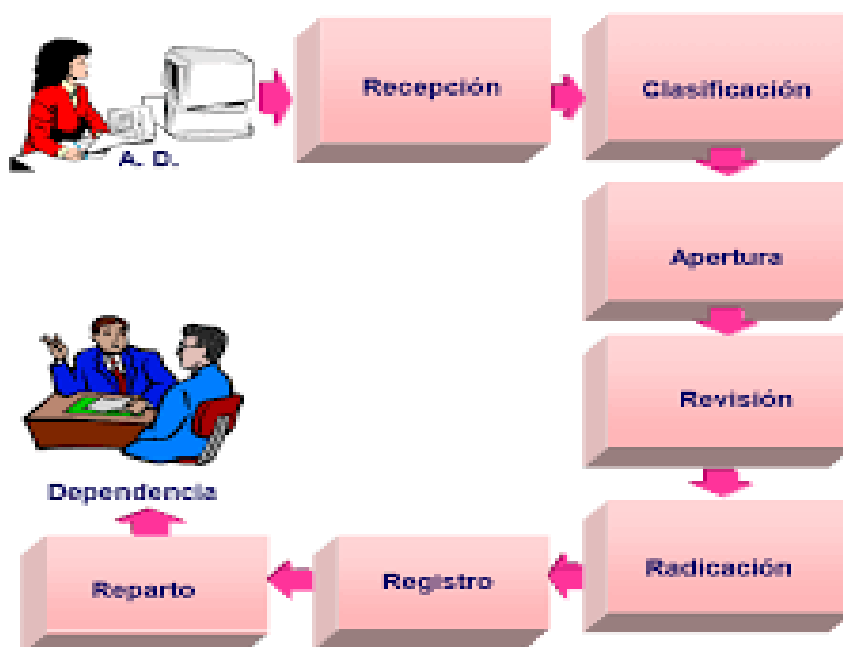 A. D.
Recepción
Clasificación
Apertura
Revisión
Radicación
Registro
Reparto
Dependencia